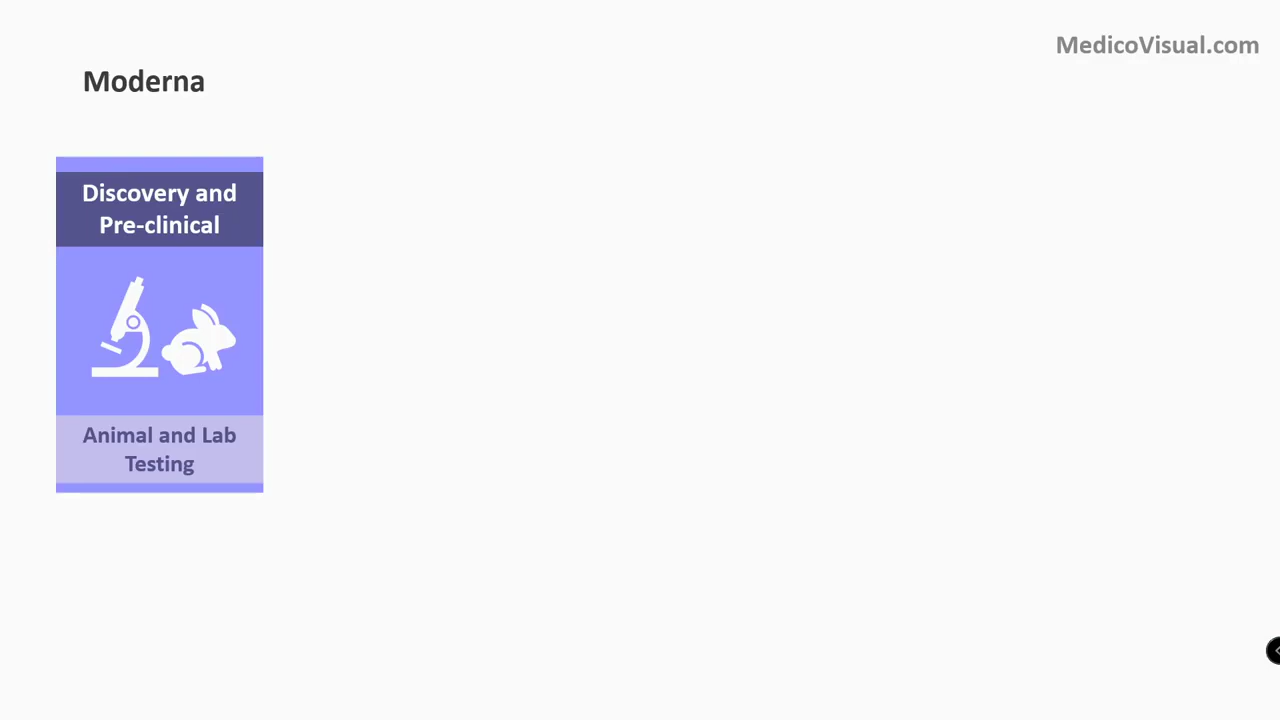 MedicoVisual.com
Moderna
Discovery and
Pre-clinical
Animal and Lab
Testing